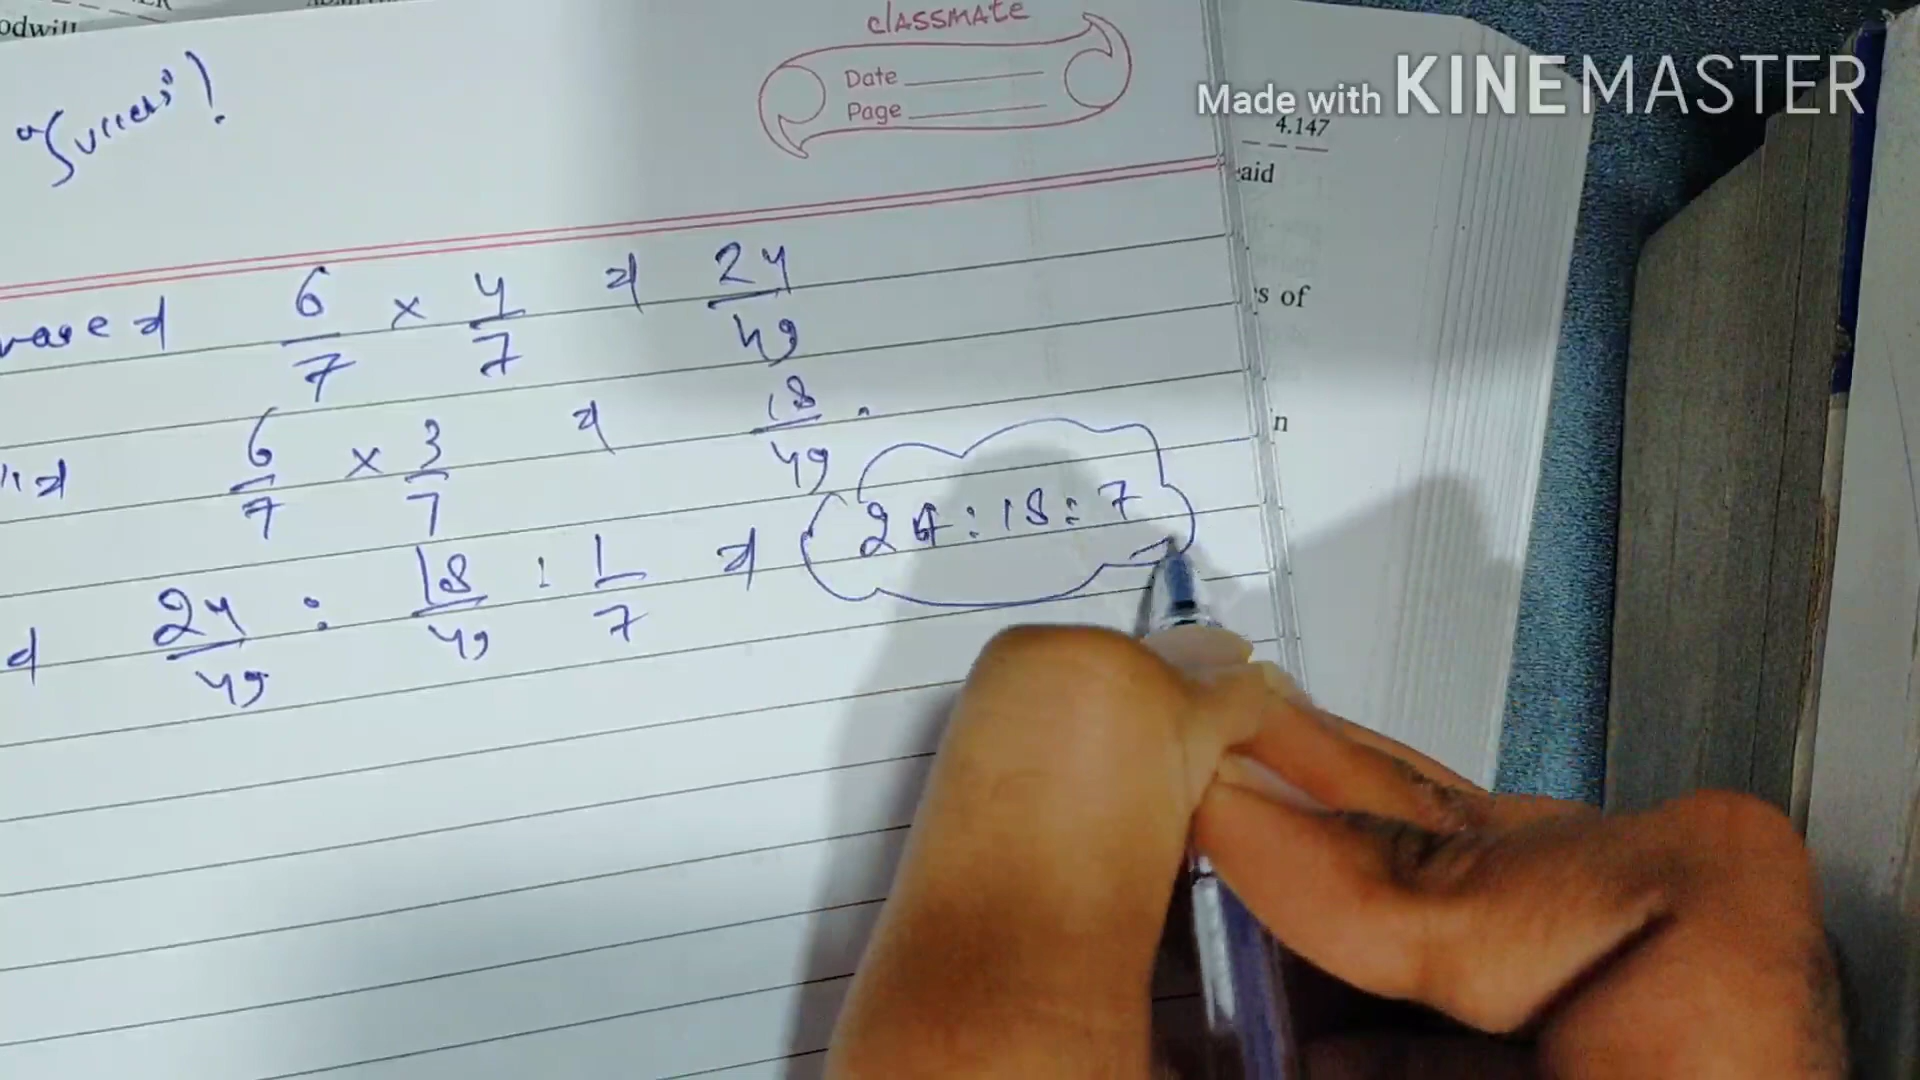 odwill
classmate
Date
Page
Made with KINEMASTER
4.147
"Success"!
aid
6/7 × 4/7 ⇒ 24/49
s of
6/7 × 3/7 ⇒ 18/49.
n
24/49 : 18/49 : 1/7 ⇒ 24 : 18 : 7